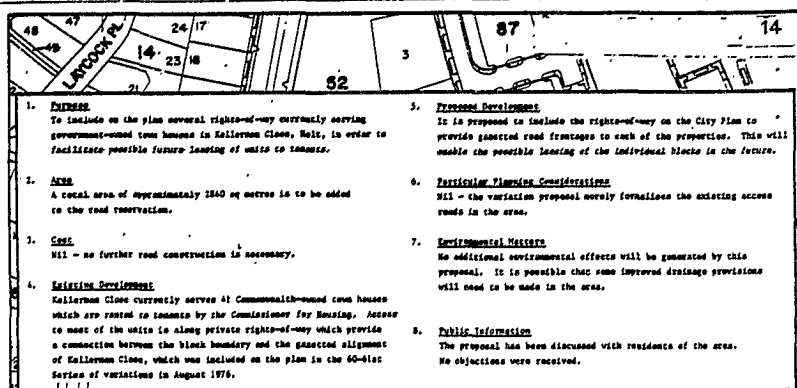 48
47
49
LAYCOCK PL.
14
24
17
23
18
21
52
3
87
14
1. Purpose
To include on the plan several rights-of-way currently serving
government-owned town houses in Kellerman Close, Holt, in order to
facilitate possible future leasing of units to tenants.
2. Area
A total area of approximately 2840 sq metres is to be added
to the road reservation.
3. Cost
Nil - no further road construction is necessary.
4. Existing Development
Kellerman Close currently serves 41 Commonwealth-owned town houses
which are rented to tenants by the Commissioner for Housing. Access
to most of the units is along private rights-of-way which provide
a connection between the block boundary and the gazetted alignment
of Kellerman Close, which was included on the plan in the 60-61st
Series of variations in August 1976.
5. Proposed Development
It is proposed to include the rights-of-way on the City Plan to
provide gazetted road frontages to each of the properties. This will
enable the possible leasing of the individual blocks in the future.
6. Particular Planning Considerations
Nil - the variation proposal merely formalises the existing access
roads in the area.
7. Environmental Matters
No additional environmental effects will be generated by this
proposal. It is possible that some improved drainage provisions
will need to be made in the area.
8. Public Information
The proposal has been discussed with residents of the area.
No objections were received.